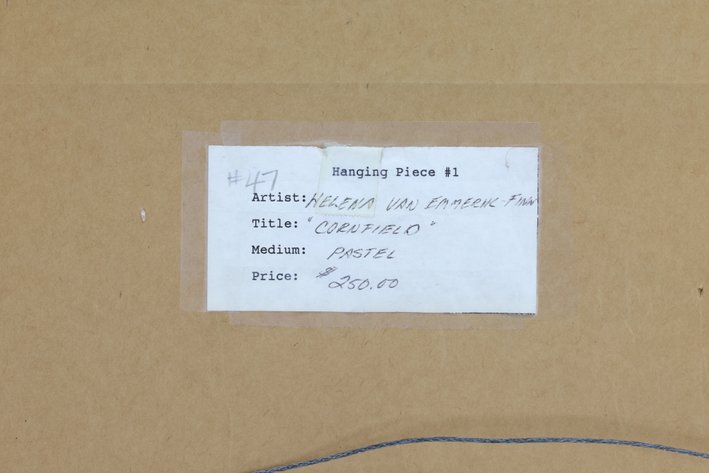 #47
Hanging Piece #1
Artist: HELENA VAN EMMERIK-FINN
Title: "CORNFIELD"
Medium: PASTEL
Price: $250.00